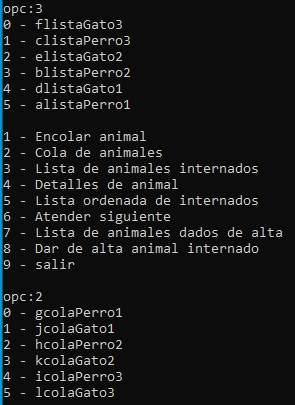 opc:3
0 - flistaGato3
1 - clistaPerro3
2 - elistaGato2
3 - blistaPerro2
4 - dlistaGato1
5 - alistaPerro1

1 - Encolar animal
2 - Cola de animales
3 - Lista de animales internados
4 - Detalles de animal
5 - Lista ordenada de internados
6 - Atender siguiente
7 - Lista de animales dados de alta
8 - Dar de alta animal internado
9 - salir

opc:2
0 - gcolaPerro1
1 - jcolaGato1
2 - hcolaPerro2
3 - kcolaGato2
4 - icolaPerro3
5 - lcolaGato3